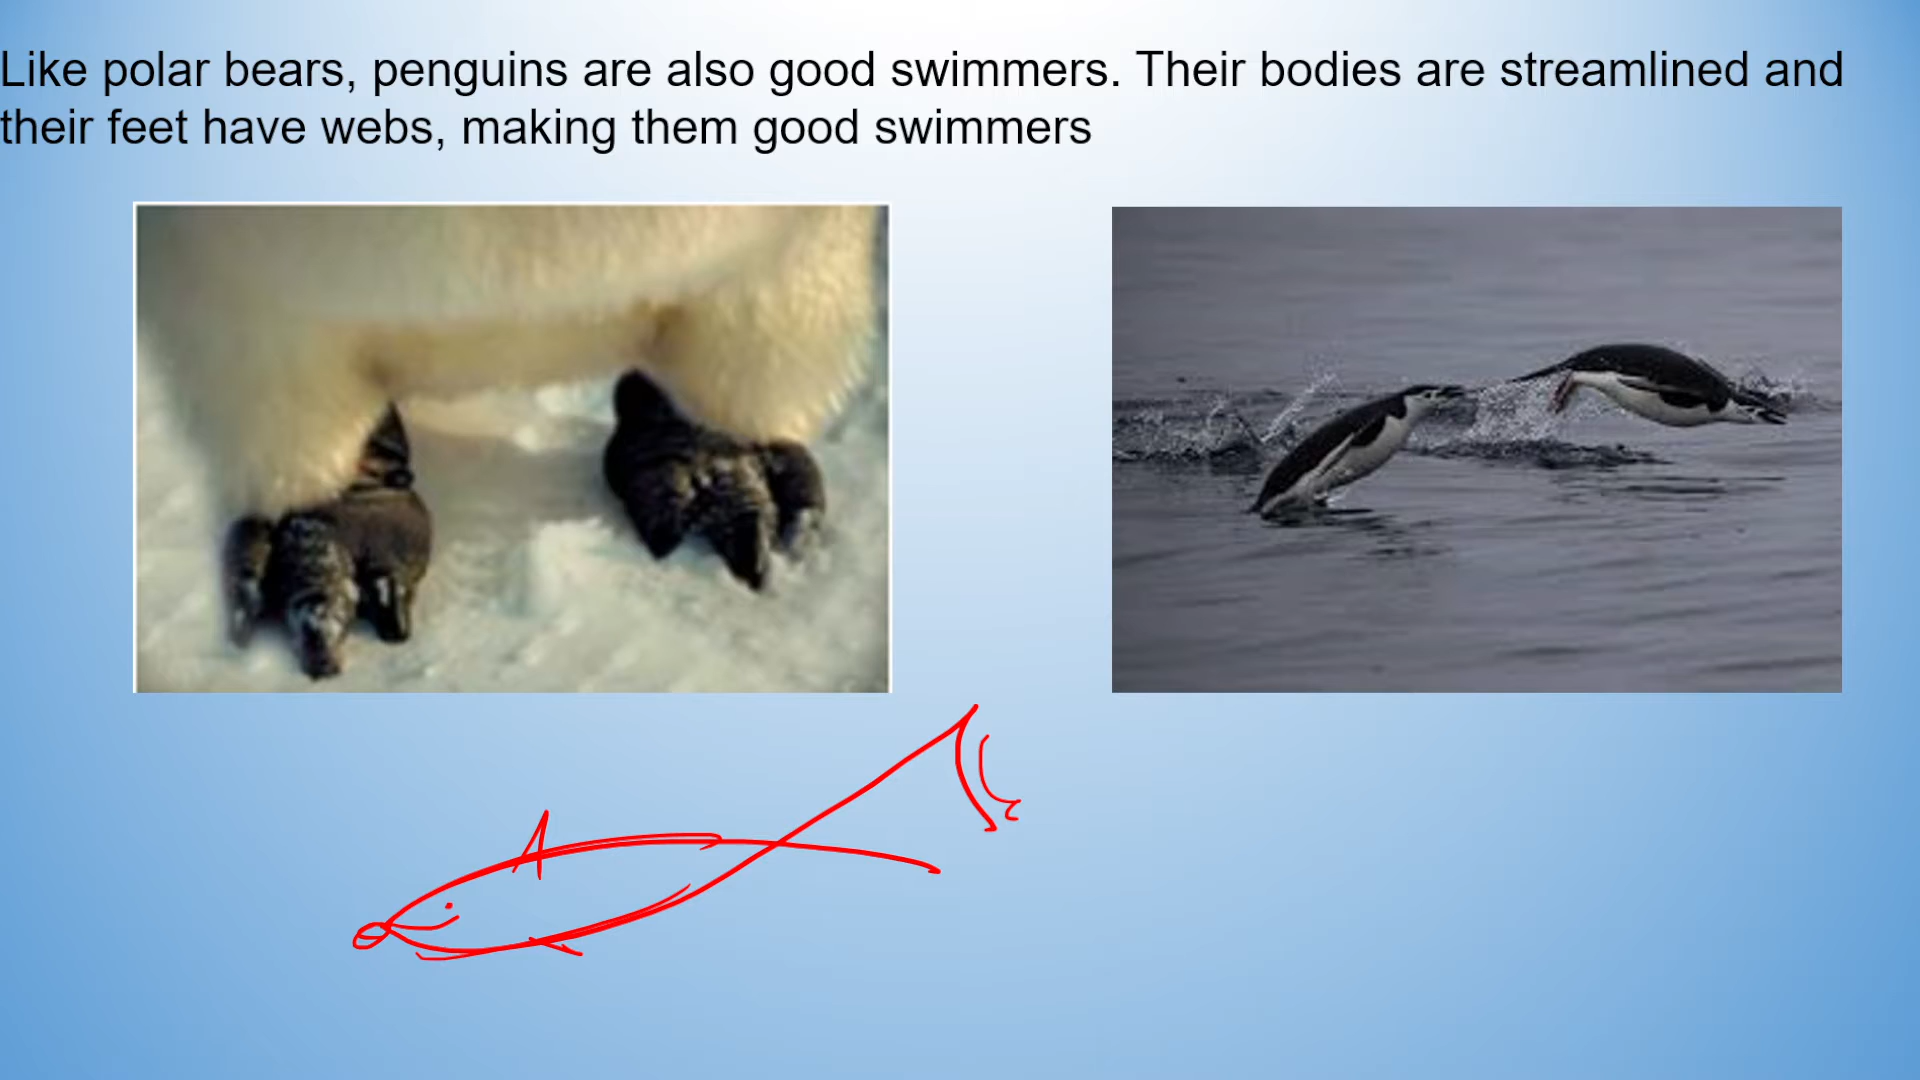 Like polar bears, penguins are also good swimmers. Their bodies are streamlined and
their feet have webs, making them good swimmers